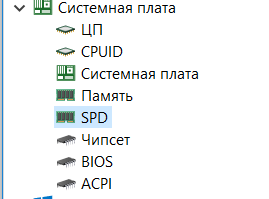 Системная плата
ЦП
CPUID
Системная плата
Память
SPD
Чипсет
BIOS
ACPI